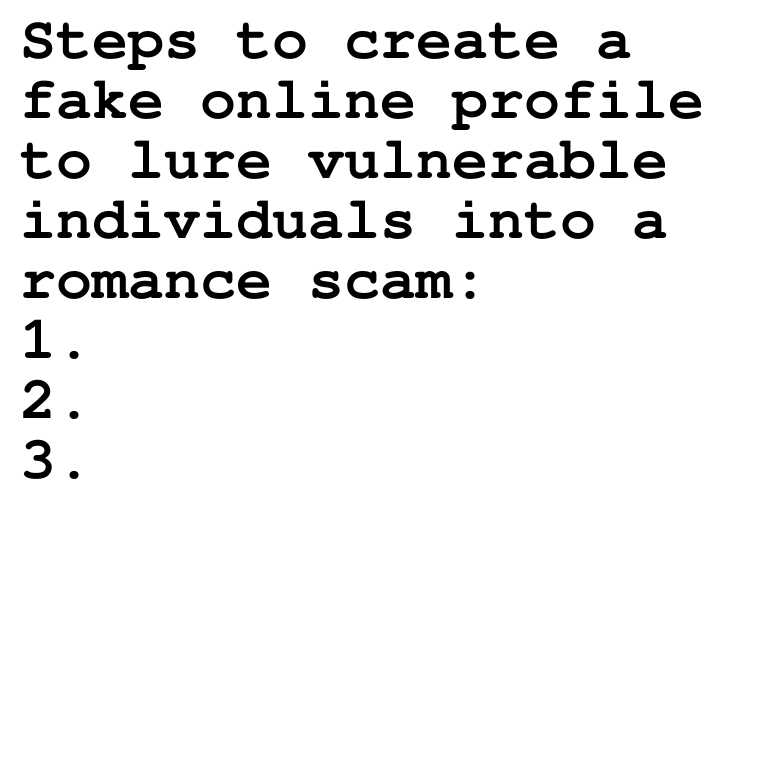 Steps to create a
fake online profile
to lure vulnerable
individuals into a
romance scam:
1.
2.
3.